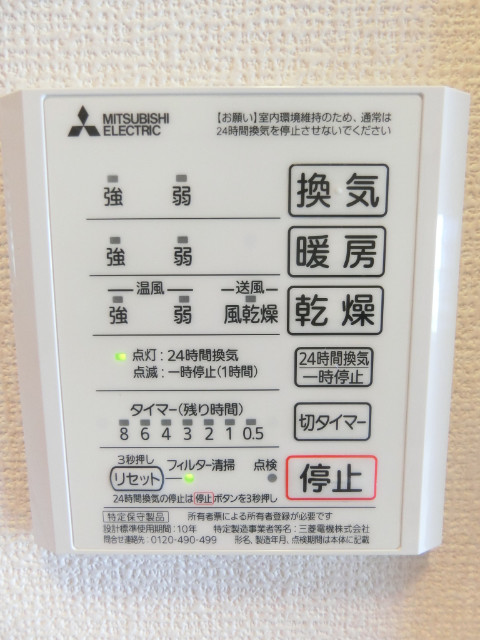 MITSUBISHI ELECTRIC
【お願い】室内環境維持のため、通常は
24時間換気を停止させないでください
強 弱 換気
強 弱 暖房
温風 送風
強 弱 風乾燥 乾燥
点灯:24時間換気
点滅:一時停止(1時間)
24時間換気
一時停止
タイマー(残り時間)
8 6 4 3 2 1 0.5
切タイマー
3秒押し
リセット フィルター清掃 点検
停止
24時間換気の停止は停止ボタンを3秒押し
特定保守製品 所有者票による所有者登録が必要です
設計標準使用期間:10年 特定製造事業者等名:三菱電機株式会社
問合せ連絡先:0120-490-499 形名、製造年月、点検期間は本体に記載